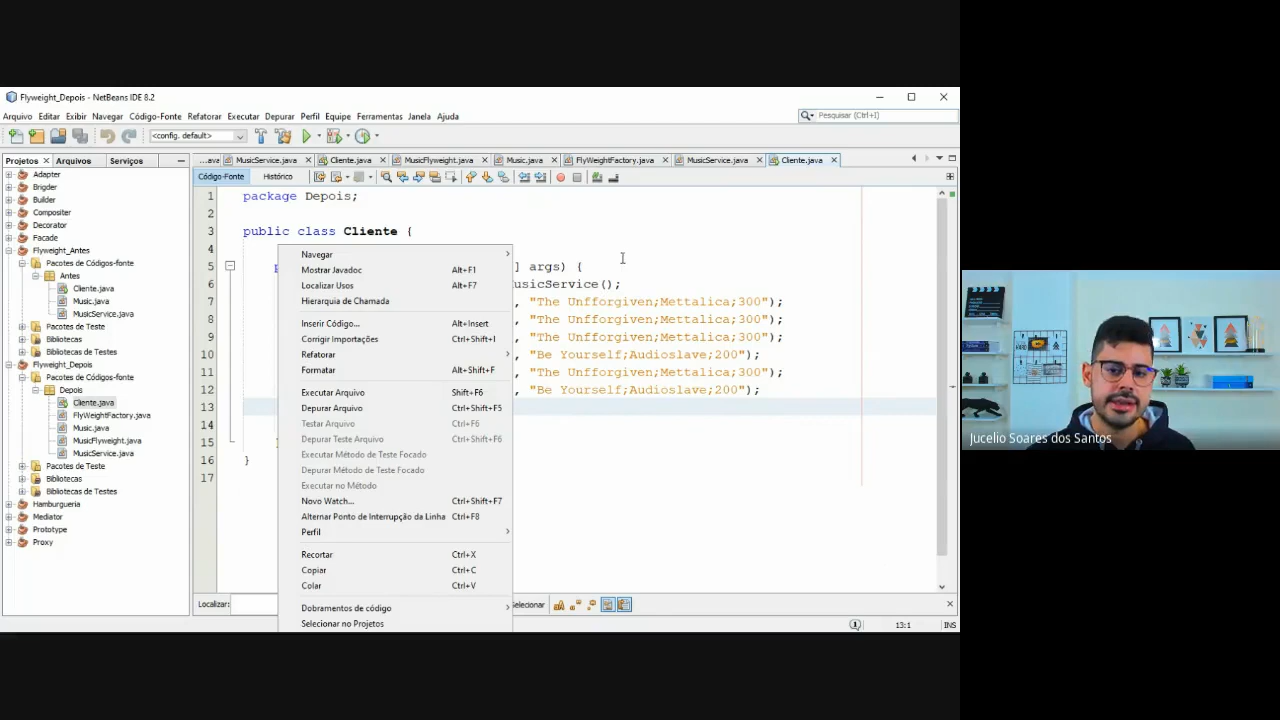 Flyweight_Depois - NetBeans IDE 8.2
Arquivo Editar Exibir Navegar Código-Fonte Refatorar Executar Depurar Perfil Equipe Ferramentas Janela Ajuda
Pesquisar (Ctrl+I)
<config. default>
Projetos Arquivos Serviços
...ava MusicService.java Cliente.java MusicFlyweight.java Music.java FlyWeightFactory.java MusicService.java Cliente.java
Código-Fonte Histórico
Adapter
Brigder
Builder
Compositer
Decorator
Facade
Flyweight_Antes
Pacotes de Códigos-fonte
Antes
Cliente.java
Music.java
MusicService.java
Pacotes de Teste
Bibliotecas
Bibliotecas de Testes
Flyweight_Depois
Pacotes de Códigos-fonte
Depois
Cliente.java
FlyWeightFactory.java
Music.java
MusicFlyweight.java
MusicService.java
Pacotes de Teste
Bibliotecas
Bibliotecas de Testes
Hamburgueria
Mediator
Prototype
Proxy
1 package Depois;
2
3 public class Cliente {
4
5 ] args) {
6 usicService();
7 , "The Unfforgiven;Mettalica;300");
8 , "The Unfforgiven;Mettalica;300");
9 , "The Unfforgiven;Mettalica;300");
10 , "Be Yourself;Audioslave;200");
11 , "The Unfforgiven;Mettalica;300");
12 , "Be Yourself;Audioslave;200");
13
14
15
16 }
17
Navegar
Mostrar Javadoc Alt+F1
Localizar Usos Alt+F7
Hierarquia de Chamada
Inserir Código... Alt+Insert
Corrigir Importações Ctrl+Shift+I
Refatorar
Formatar Alt+Shift+F
Executar Arquivo Shift+F6
Depurar Arquivo Ctrl+Shift+F5
Testar Arquivo Ctrl+F6
Depurar Teste Arquivo Ctrl+Shift+F6
Executar Método de Teste Focado
Depurar Método de Teste Focado
Executar no Método
Novo Watch... Ctrl+Shift+F7
Alternar Ponto de Interrupção da Linha Ctrl+F8
Perfil
Recortar Ctrl+X
Copiar Ctrl+C
Colar Ctrl+V
Dobramentos de código
Selecionar no Projetos
Localizar: Selecionar
13:1 INS
Jucelio Soares dos Santos